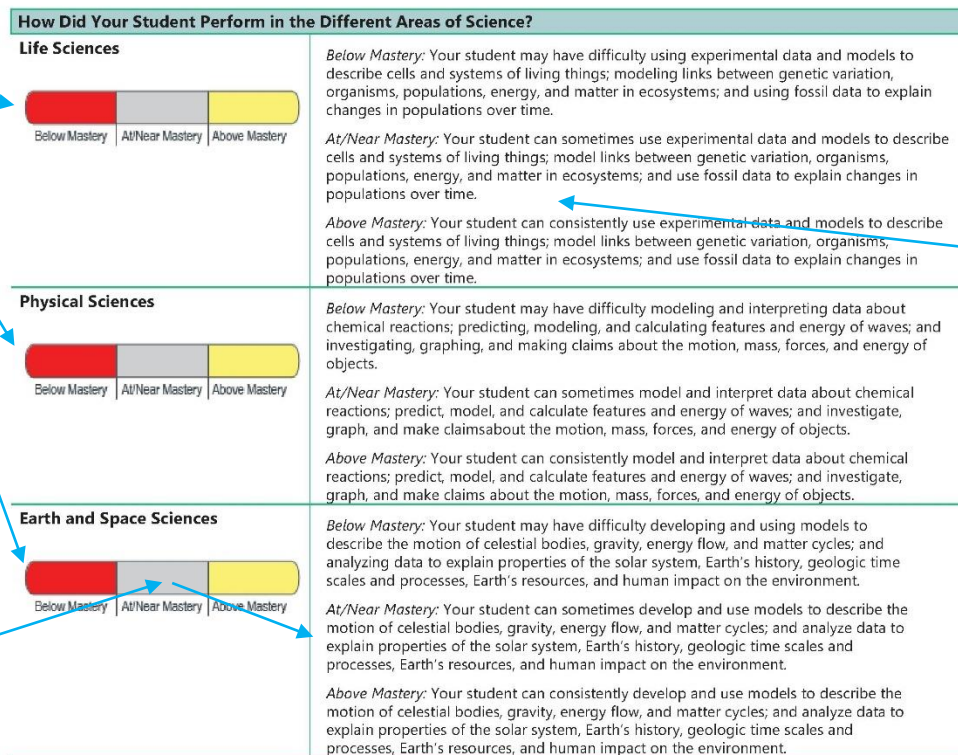 How Did Your Student Perform in the Different Areas of Science?
Life Sciences
Below Mastery At/Near Mastery Above Mastery
Below Mastery: Your student may have difficulty using experimental data and models to
describe cells and systems of living things; modeling links between genetic variation,
organisms, populations, energy, and matter in ecosystems; and using fossil data to explain
changes in populations over time.
At/Near Mastery: Your student can sometimes use experimental data and models to describe
cells and systems of living things; model links between genetic variation, organisms,
populations, energy, and matter in ecosystems; and use fossil data to explain changes in
populations over time.
Above Mastery: Your student can consistently use experimental data and models to describe
cells and systems of living things; model links between genetic variation, organisms,
populations, energy, and matter in ecosystems; and use fossil data to explain changes in
populations over time.
Physical Sciences
Below Mastery At/Near Mastery Above Mastery
Below Mastery: Your student may have difficulty modeling and interpreting data about
chemical reactions; predicting, modeling, and calculating features and energy of waves; and
investigating, graphing, and making claims about the motion, mass, forces, and energy of
objects.
At/Near Mastery: Your student can sometimes model and interpret data about chemical
reactions; predict, model, and calculate features and energy of waves; and investigate,
graph, and make claimsabout the motion, mass, forces, and energy of objects.
Above Mastery: Your student can consistently model and interpret data about chemical
reactions; predict, model, and calculate features and energy of waves; and investigate,
graph, and make claims about the motion, mass, forces, and energy of objects.
Earth and Space Sciences
Below Mastery At/Near Mastery Above Mastery
Below Mastery: Your student may have difficulty developing and using models to
describe the motion of celestial bodies, gravity, energy flow, and matter cycles; and
analyzing data to explain properties of the solar system, Earth's history, geologic time
scales and processes, Earth's resources, and human impact on the environment.
At/Near Mastery: Your student can sometimes develop and use models to describe the
motion of celestial bodies, gravity, energy flow, and matter cycles; and analyze data to
explain properties of the solar system, Earth's history, geologic time scales and
processes, Earth's resources, and human impact on the environment.
Above Mastery: Your student can consistently develop and use models to describe the
motion of celestial bodies, gravity, energy flow, and matter cycles; and analyze data to
explain properties of the solar system, Earth's history, geologic time scales and
processes, Earth's resources, and human impact on the environment.